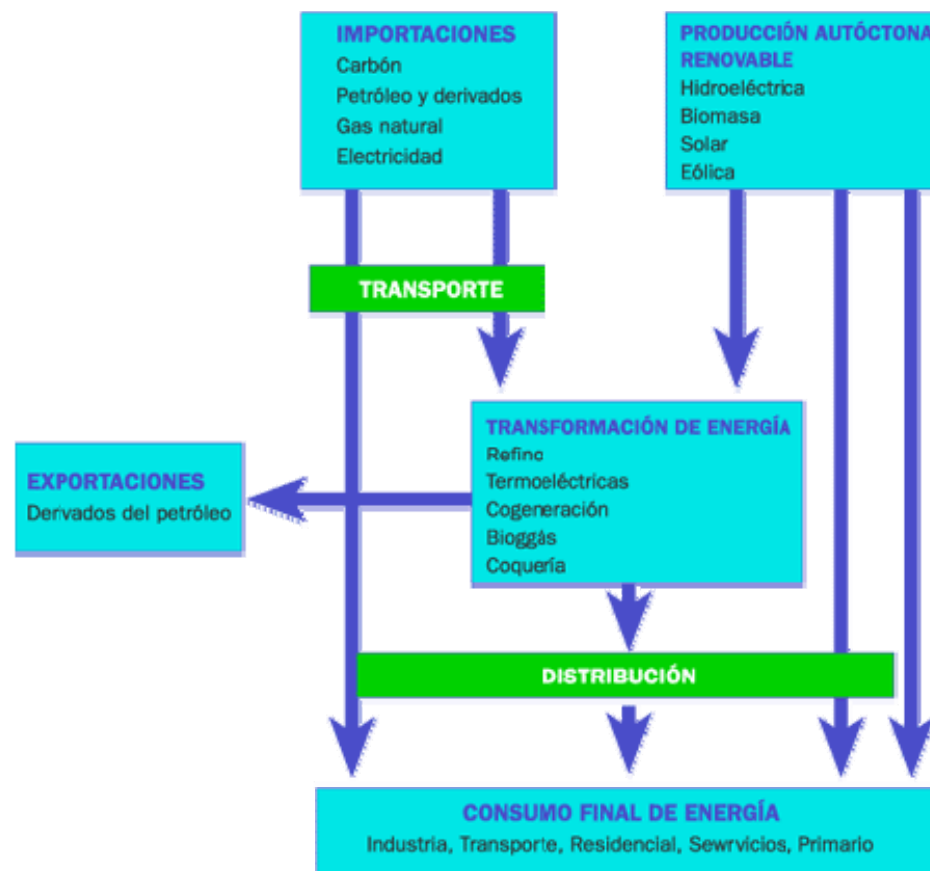 IMPORTACIONES
Carbón
Petróleo y derivados
Gas natural
Electricidad
PRODUCCIÓN AUTÓCTONA
RENOVABLE
Hidroeléctrica
Biomasa
Solar
Eólica
TRANSPORTE
TRANSFORMACIÓN DE ENERGÍA
Refino
Termoeléctricas
Cogeneración
Bioggás
Coquería
EXPORTACIONES
Derivados del petróleo
DISTRIBUCIÓN
CONSUMO FINAL DE ENERGÍA
Industria, Transporte, Residencial, Sewrvicios, Primario